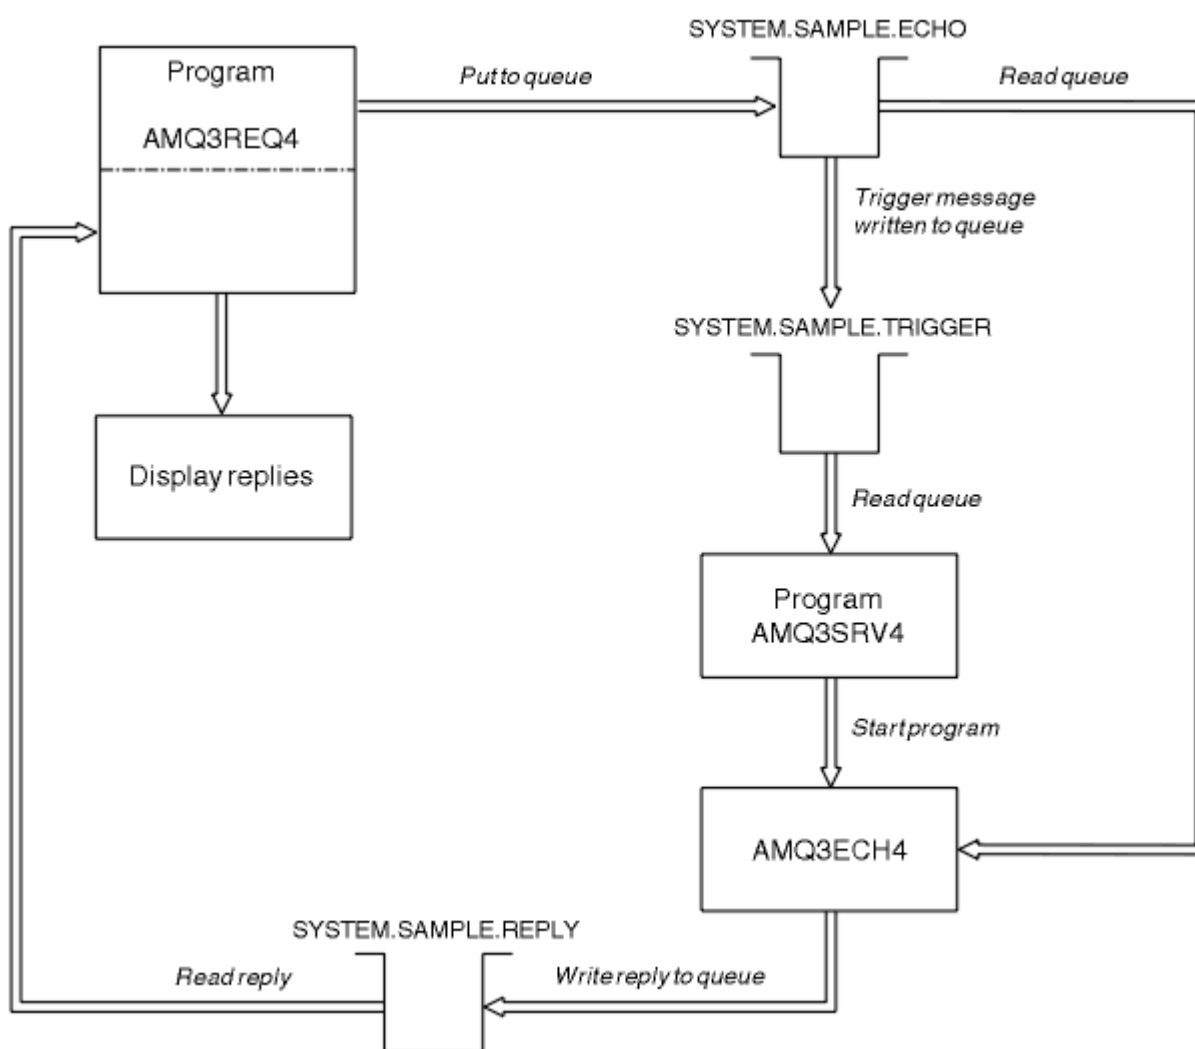 SYSTEM.SAMPLE.ECHO
Program
AMQ3REQ4
Put to queue
Read queue
Trigger message
written to queue
SYSTEM.SAMPLE.TRIGGER
Display replies
Read queue
Program
AMQ3SRV4
Start program
AMQ3ECH4
SYSTEM.SAMPLE.REPLY
Read reply
Write reply to queue